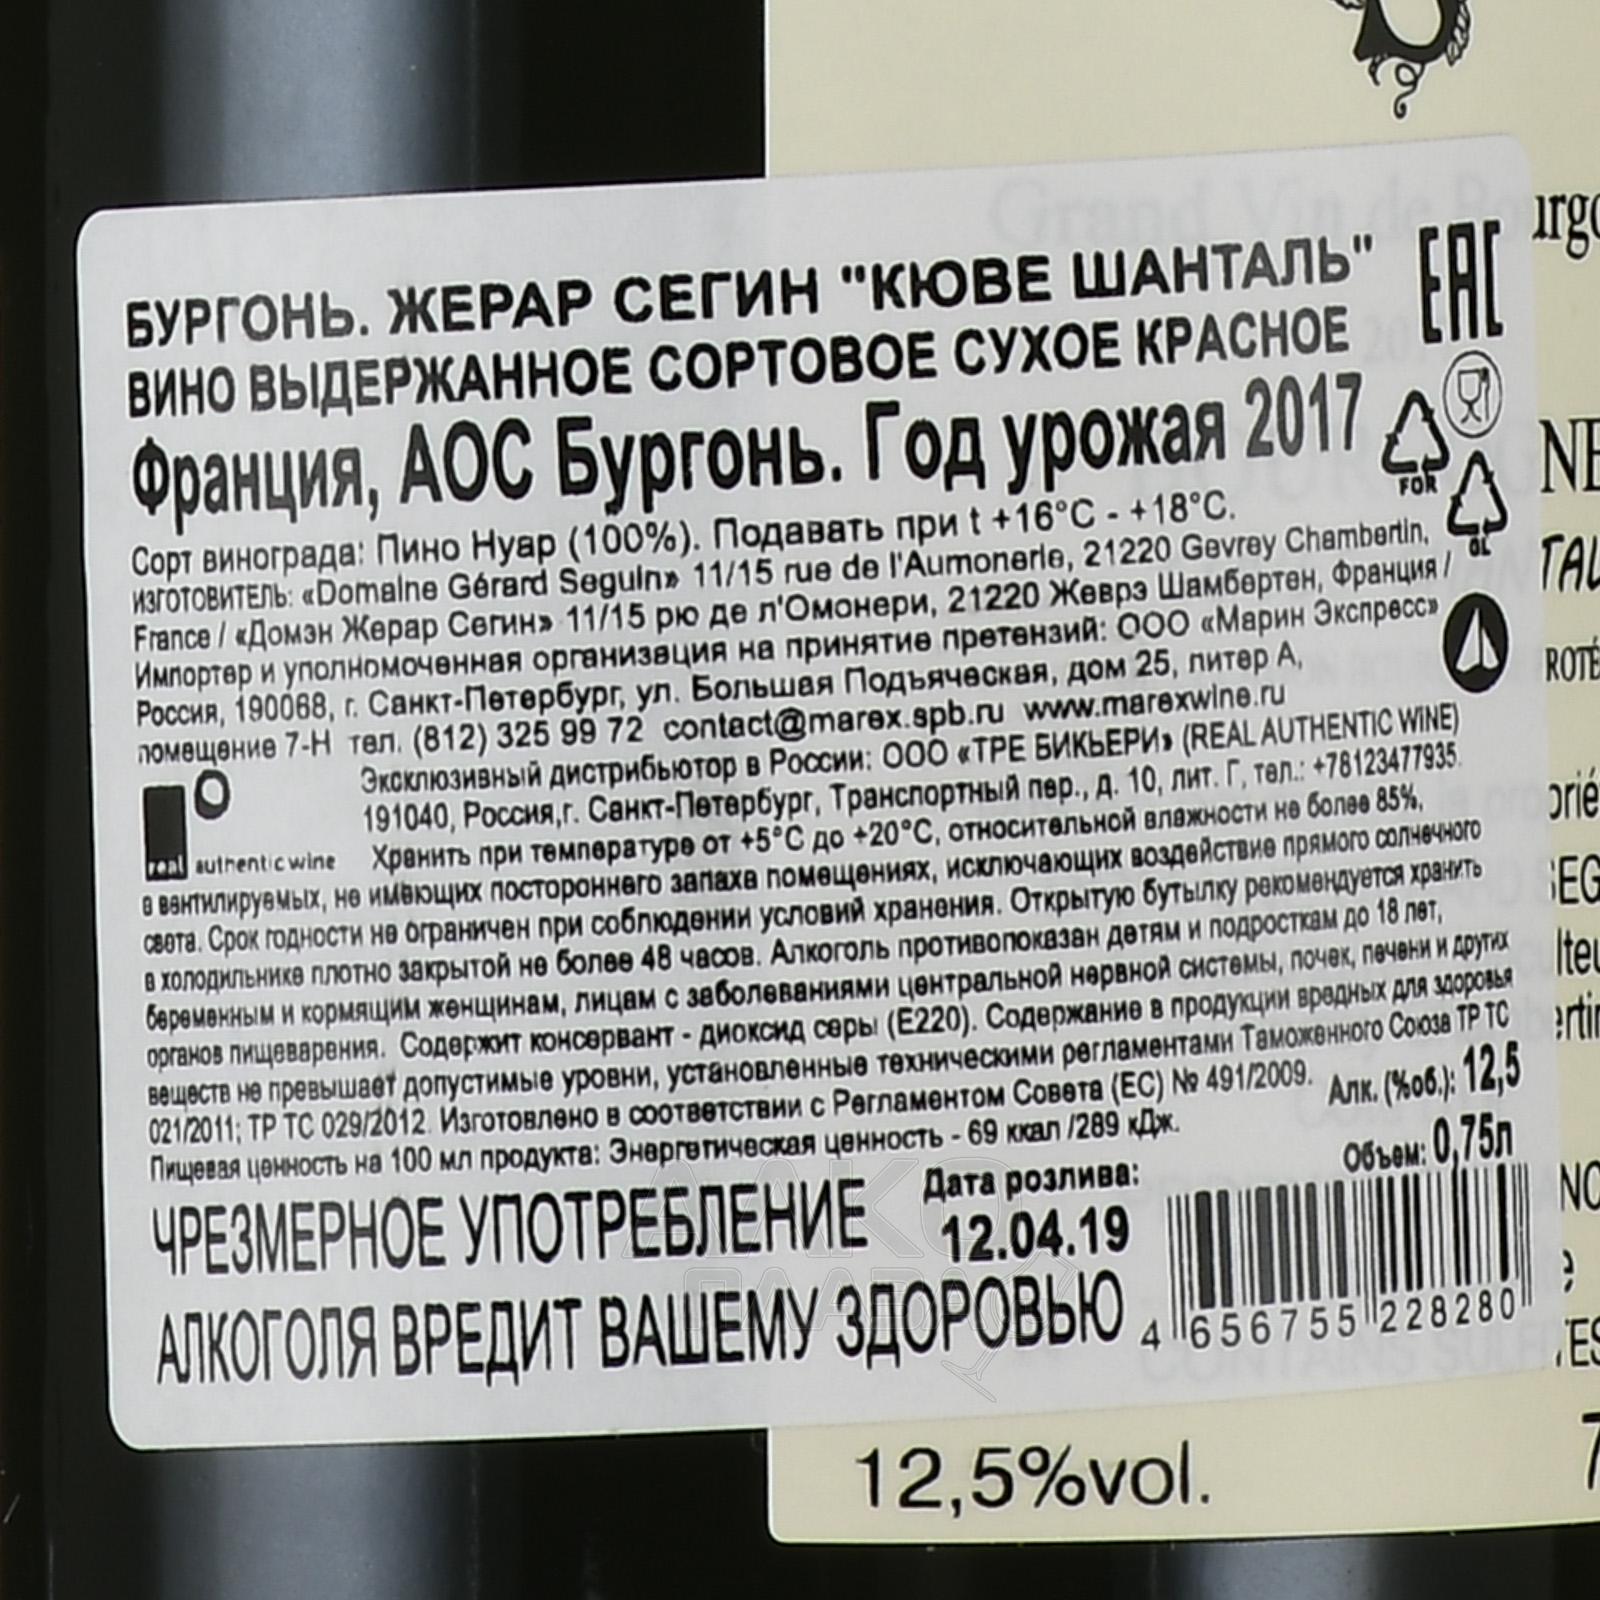 БУРГОНЬ. ЖЕРАР СЕГИН "КЮВЕ ШАНТАЛЬ"
ВИНО ВЫДЕРЖАННОЕ СОРТОВОЕ СУХОЕ КРАСНОЕ
Франция, АОС Бургонь. Год урожая 2017
EAC
FOR
GL
Сорт винограда: Пино Нуар (100%). Подавать при t +16°C - +18°C.
ИЗГОТОВИТЕЛЬ: «Domaine Gérard Seguin» 11/15 rue de l'Aumonerie, 21220 Gevrey Chambertin,
France / «Домэн Жерар Сегин» 11/15 рю де л'Омонери, 21220 Жеврэ Шамбертен, Франция /
Импортер и уполномоченная организация на принятие претензий: ООО «Марин Экспресс»
Россия, 190068, г. Санкт-Петербург, ул. Большая Подъяческая, дом 25, литер А,
помещение 7-Н тел. (812) 325 99 72 contact@marex.spb.ru www.marexwine.ru
Эксклюзивный дистрибьютор в России: ООО «ТРЕ БИКЬЕРИ» (REAL AUTHENTIC WINE)
191040, Россия,г. Санкт-Петербург, Транспортный пер., д. 10, лит. Г, тел.: +78123477935.
real authentic wine
Хранить при температуре от +5°C до +20°C, относительной влажности не более 85%,
в вентилируемых, не имеющих постороннего запаха помещениях, исключающих воздействие прямого солнечного
света. Срок годности не ограничен при соблюдении условий хранения. Открытую бутылку рекомендуется хранить
в холодильнике плотно закрытой не более 48 часов. Алкоголь противопоказан детям и подросткам до 18 лет,
беременным и кормящим женщинам, лицам с заболеваниями центральной нервной системы, почек, печени и других
органов пищеварения. Содержит консервант - диоксид серы (E220). Содержание в продукции вредных для здоровья
веществ не превышает допустимые уровни, установленные техническими регламентами Таможенного Союза ТР ТС
021/2011; ТР ТС 029/2012. Изготовлено в соответствии с Регламентом Совета (ЕС) № 491/2009.
Алк. (%об.): 12,5
Пищевая ценность на 100 мл продукта: Энергетическая ценность - 69 ккал /289 кДж.
Объем: 0,75л
ЧРЕЗМЕРНОЕ УПОТРЕБЛЕНИЕ
АЛКОГОЛЯ ВРЕДИТ ВАШЕМУ ЗДОРОВЬЮ
Дата розлива:
12.04.19
4 656755 228280
12,5%vol.